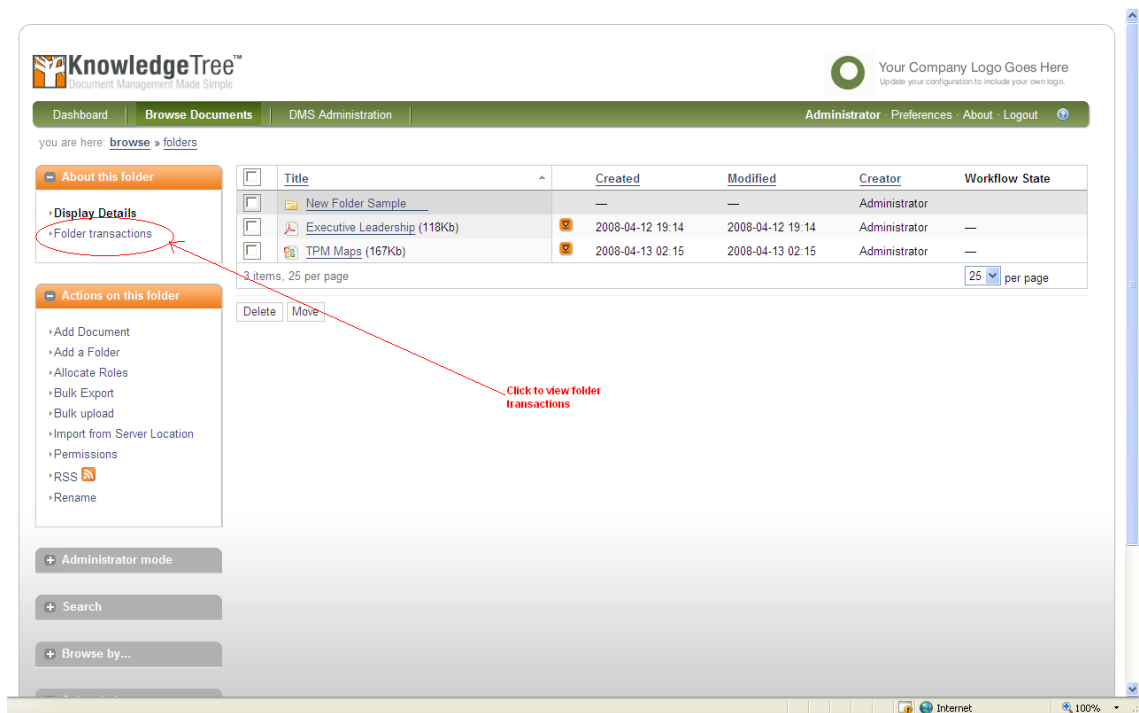 KnowledgeTree™
Document Management Made Simple
Your Company Logo Goes Here
Update your configuration to include your own logo.
Dashboard Browse Documents DMS Administration Administrator · Preferences · About · Logout ?
you are here: browse » folders
About this folder
Display Details
Folder transactions
Title Created Modified Creator Workflow State
New Folder Sample — — Administrator
Executive Leadership (118Kb) 2008-04-12 19:14 2008-04-12 19:14 Administrator —
TPM Maps (167Kb) 2008-04-13 02:15 2008-04-13 02:15 Administrator —
3 items, 25 per page 25 per page
Delete Move
Actions on this folder
Add Document
Add a Folder
Allocate Roles
Bulk Export
Bulk upload
Import from Server Location
Permissions
RSS
Rename
Click to view folder
transactions
Administrator mode
Search
Browse by...
Internet 100%